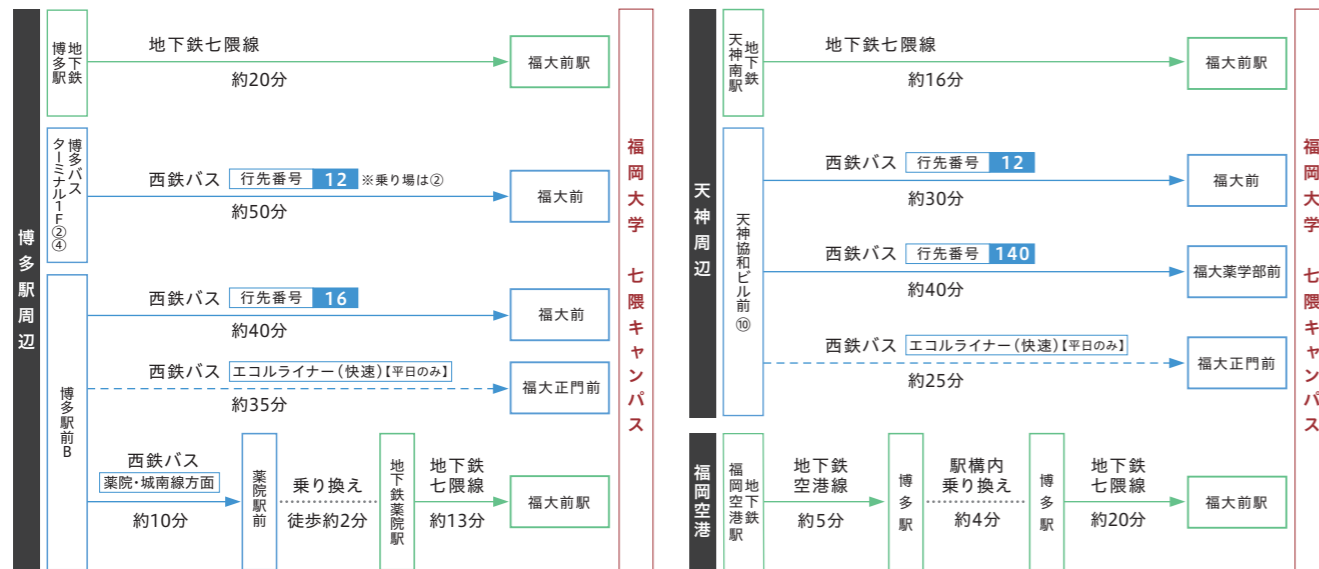 博多駅周辺
地下鉄
博多駅
地下鉄七隈線
約20分
福大前駅
博多バス
ターミナル1F②④
西鉄バス 行先番号 12 ※乗り場は②
約50分
福大前
博多駅前B
西鉄バス 行先番号 16
約40分
福大前
西鉄バス エコルライナー(快速)【平日のみ】
約35分
福大正門前
西鉄バス
薬院・城南線方面
約10分
薬院駅前
乗り換え
徒歩約2分
地下鉄薬院駅
地下鉄
七隈線
約13分
福大前駅
福岡大学 七隈キャンパス
天神周辺
地下鉄
天神南駅
地下鉄七隈線
約16分
福大前駅
天神協和ビル前⑩
西鉄バス 行先番号 12
約30分
福大前
西鉄バス 行先番号 140
約40分
福大薬学部前
西鉄バス エコルライナー(快速)【平日のみ】
約25分
福大正門前
福岡空港
地下鉄
福岡空港駅
地下鉄
空港線
約5分
博多駅
駅構内
乗り換え
約4分
博多駅
地下鉄
七隈線
約20分
福大前駅
福岡大学 七隈キャンパス